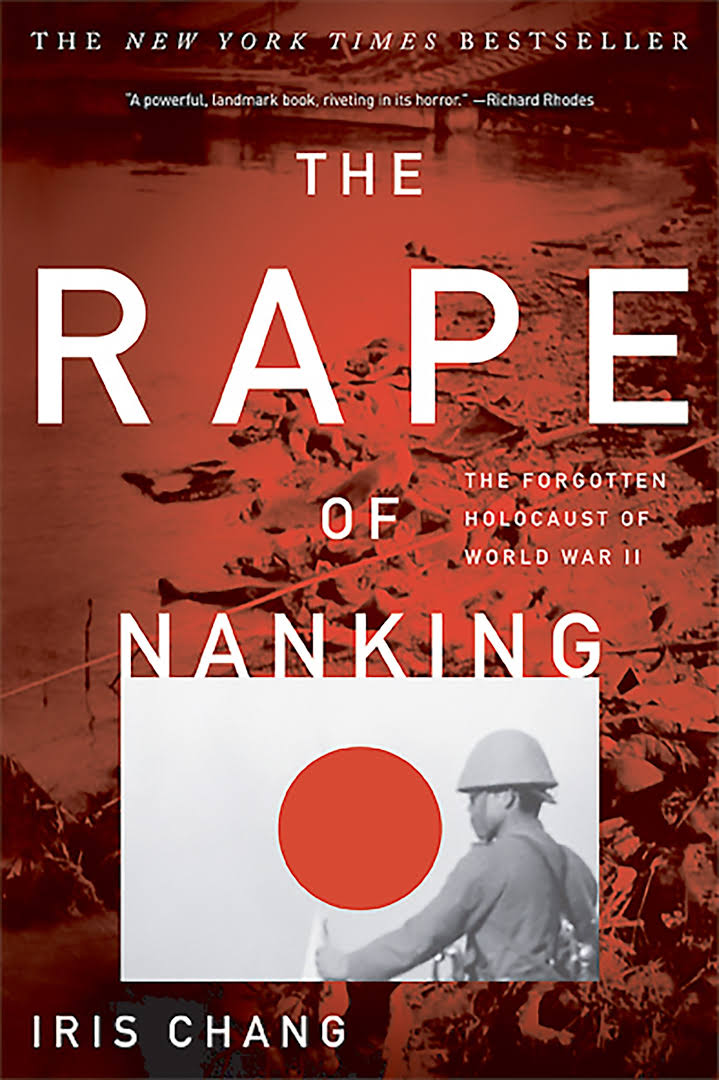 THE NEW YORK TIMES BESTSELLER
"A powerful, landmark book, riveting in its horror." —Richard Rhodes
THE
RAPE
OF
THE FORGOTTEN
HOLOCAUST OF
WORLD WAR II
NANKING
IRIS CHANG